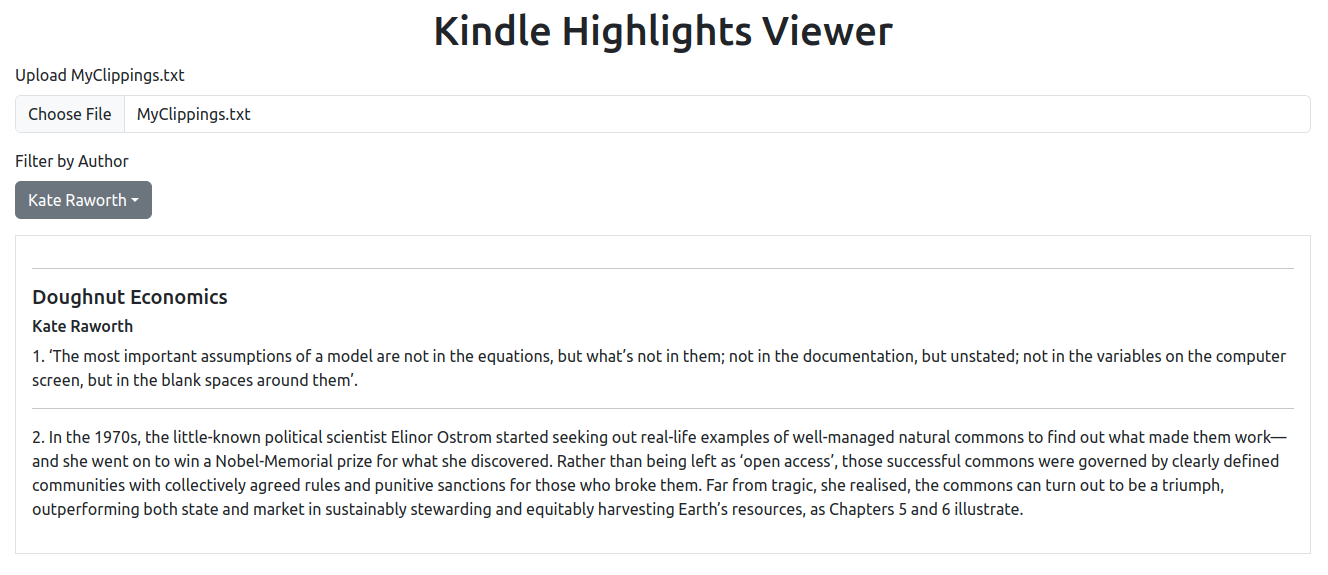 Kindle Highlights Viewer
Upload MyClippings.txt
Choose File MyClippings.txt
Filter by Author
Kate Raworth
Doughnut Economics
Kate Raworth
1. ‘The most important assumptions of a model are not in the equations, but what’s not in them; not in the documentation, but unstated; not in the variables on the computer
screen, but in the blank spaces around them’.
2. In the 1970s, the little-known political scientist Elinor Ostrom started seeking out real-life examples of well-managed natural commons to find out what made them work—
and she went on to win a Nobel-Memorial prize for what she discovered. Rather than being left as ‘open access’, those successful commons were governed by clearly defined
communities with collectively agreed rules and punitive sanctions for those who broke them. Far from tragic, she realised, the commons can turn out to be a triumph,
outperforming both state and market in sustainably stewarding and equitably harvesting Earth’s resources, as Chapters 5 and 6 illustrate.